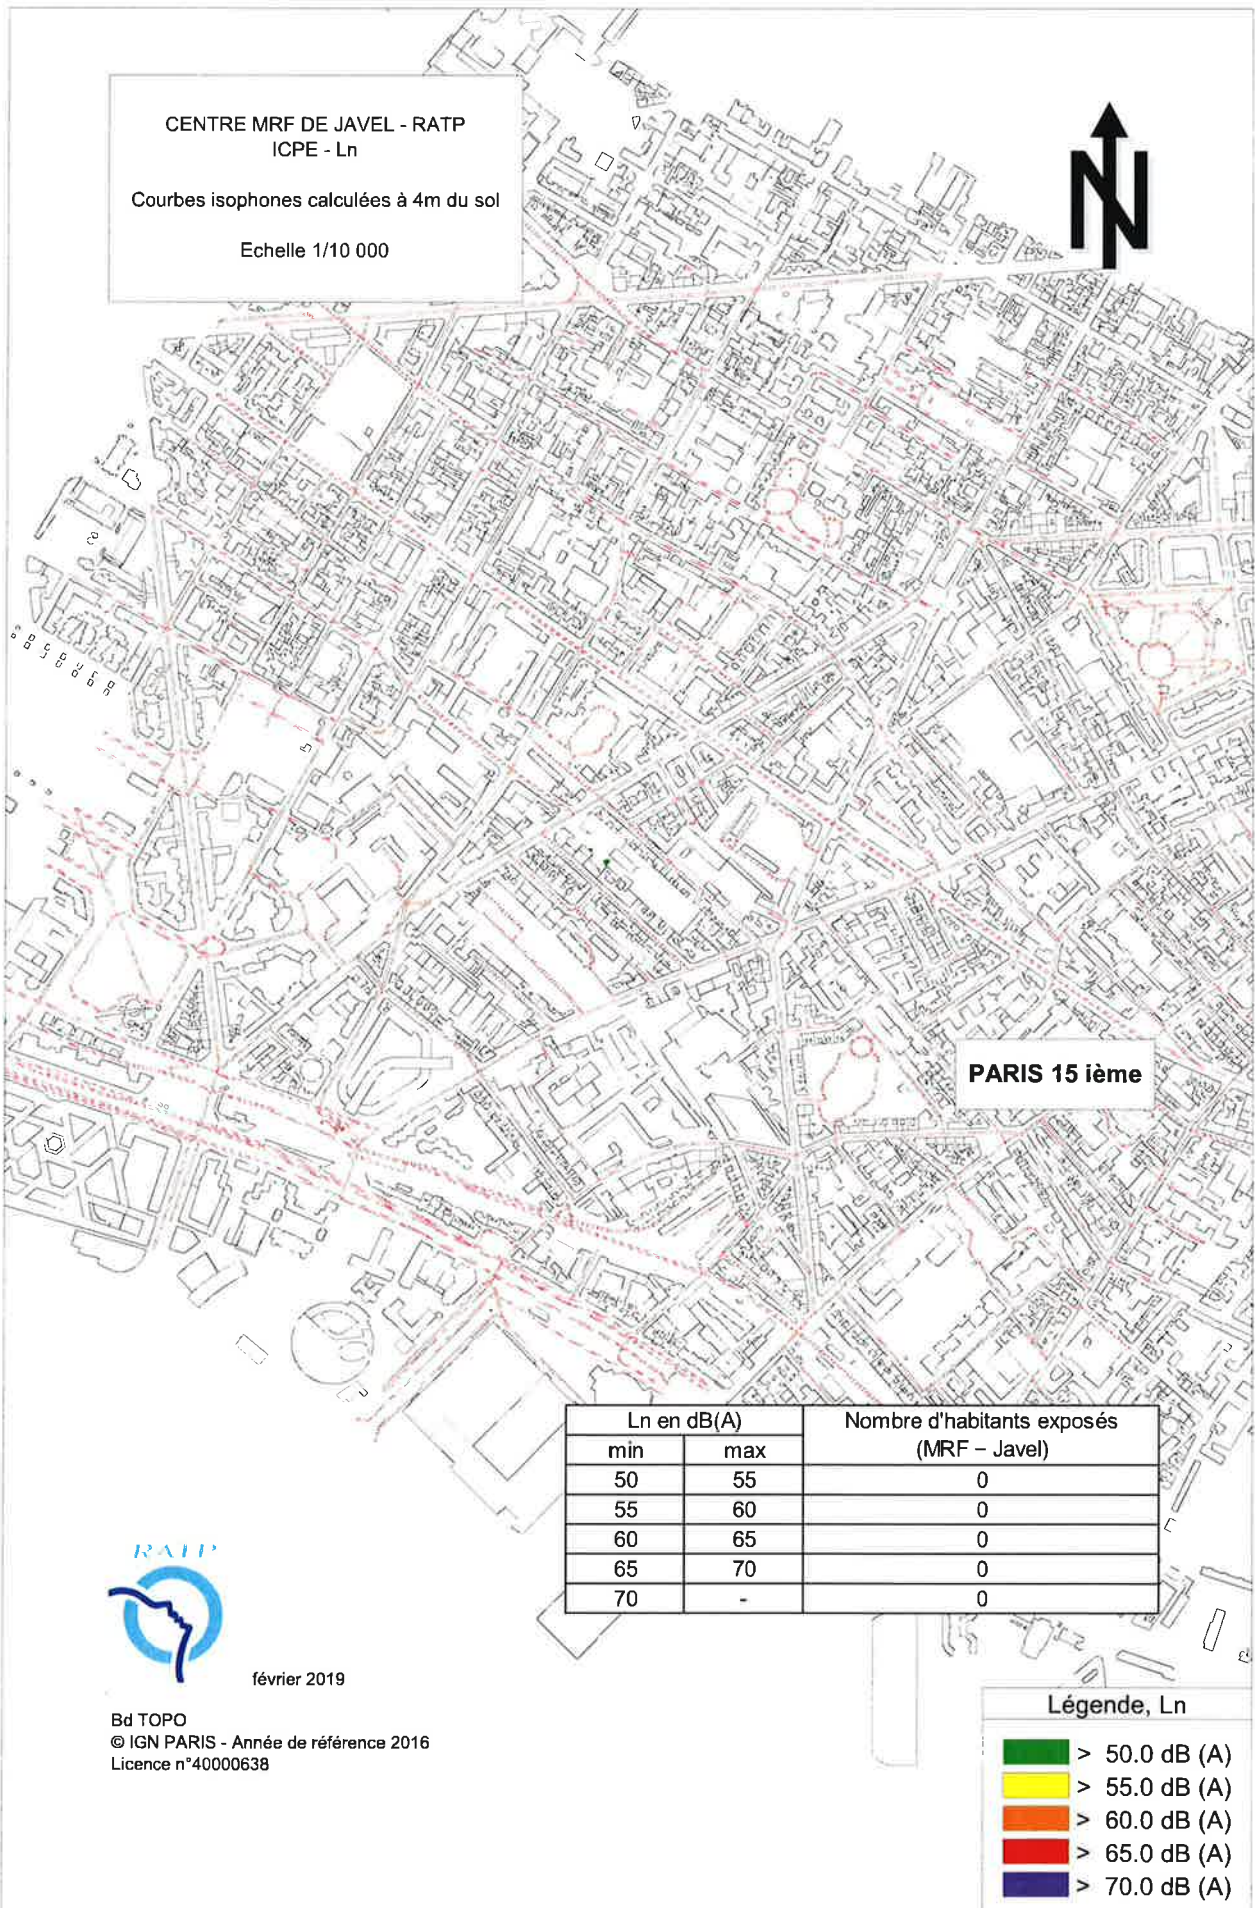 CENTRE MRF DE JAVEL - RATP
ICPE - Ln
Courbes isophones calculées à 4m du sol
Echelle 1/10 000
N
PARIS 15 ième
Ln en dB(A) Nombre d'habitants exposés
(MRF – Javel)
min max
50 55 0
55 60 0
60 65 0
65 70 0
70 - 0
RATP
février 2019
Bd TOPO
© IGN PARIS - Année de référence 2016
Licence n°40000638
Légende, Ln
> 50.0 dB (A)
> 55.0 dB (A)
> 60.0 dB (A)
> 65.0 dB (A)
> 70.0 dB (A)